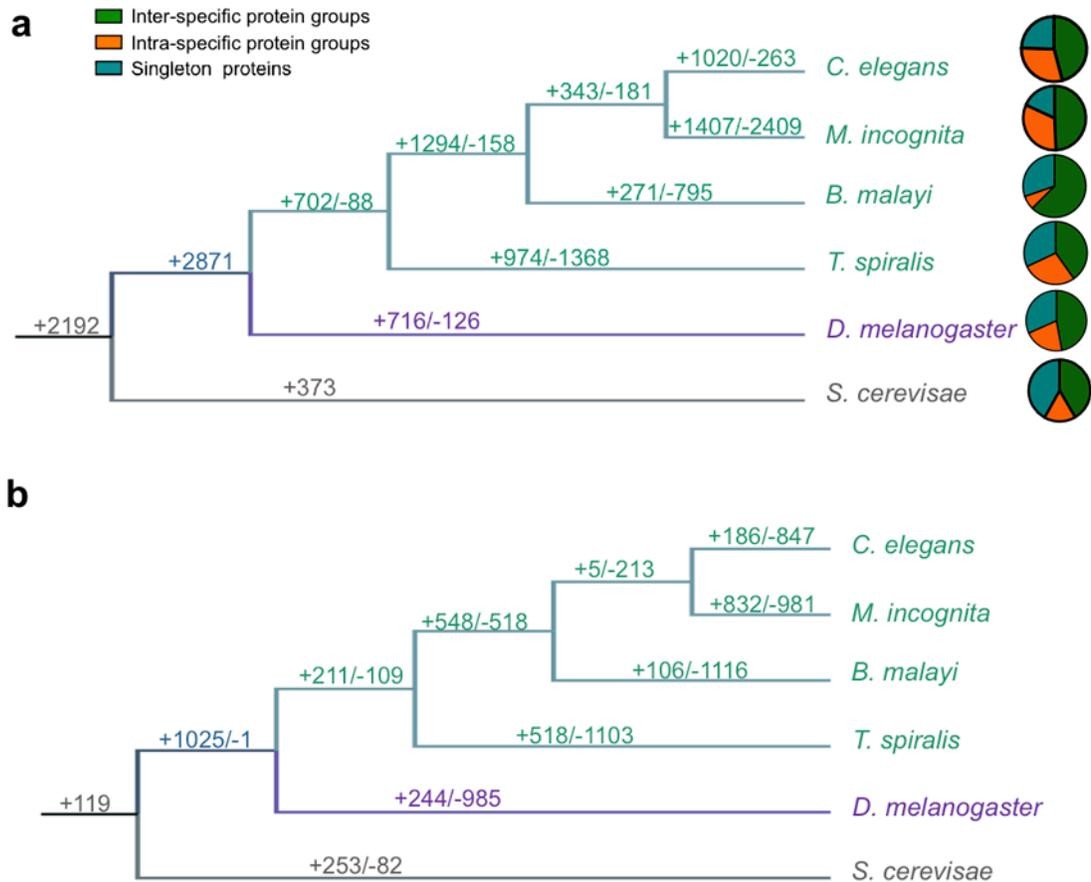 a
Inter-specific protein groups
Intra-specific protein groups
Singleton proteins
+1020/-263
C. elegans
+343/-181
+1407/-2409
M. incognita
+1294/-158
+271/-795
B. malayi
+702/-88
+974/-1368
T. spiralis
+2871
+716/-126
D. melanogaster
+2192
+373
S. cerevisae
b
+186/-847
C. elegans
+5/-213
+832/-981
M. incognita
+548/-518
+106/-1116
B. malayi
+211/-109
+518/-1103
T. spiralis
+1025/-1
+244/-985
D. melanogaster
+119
+253/-82
S. cerevisae